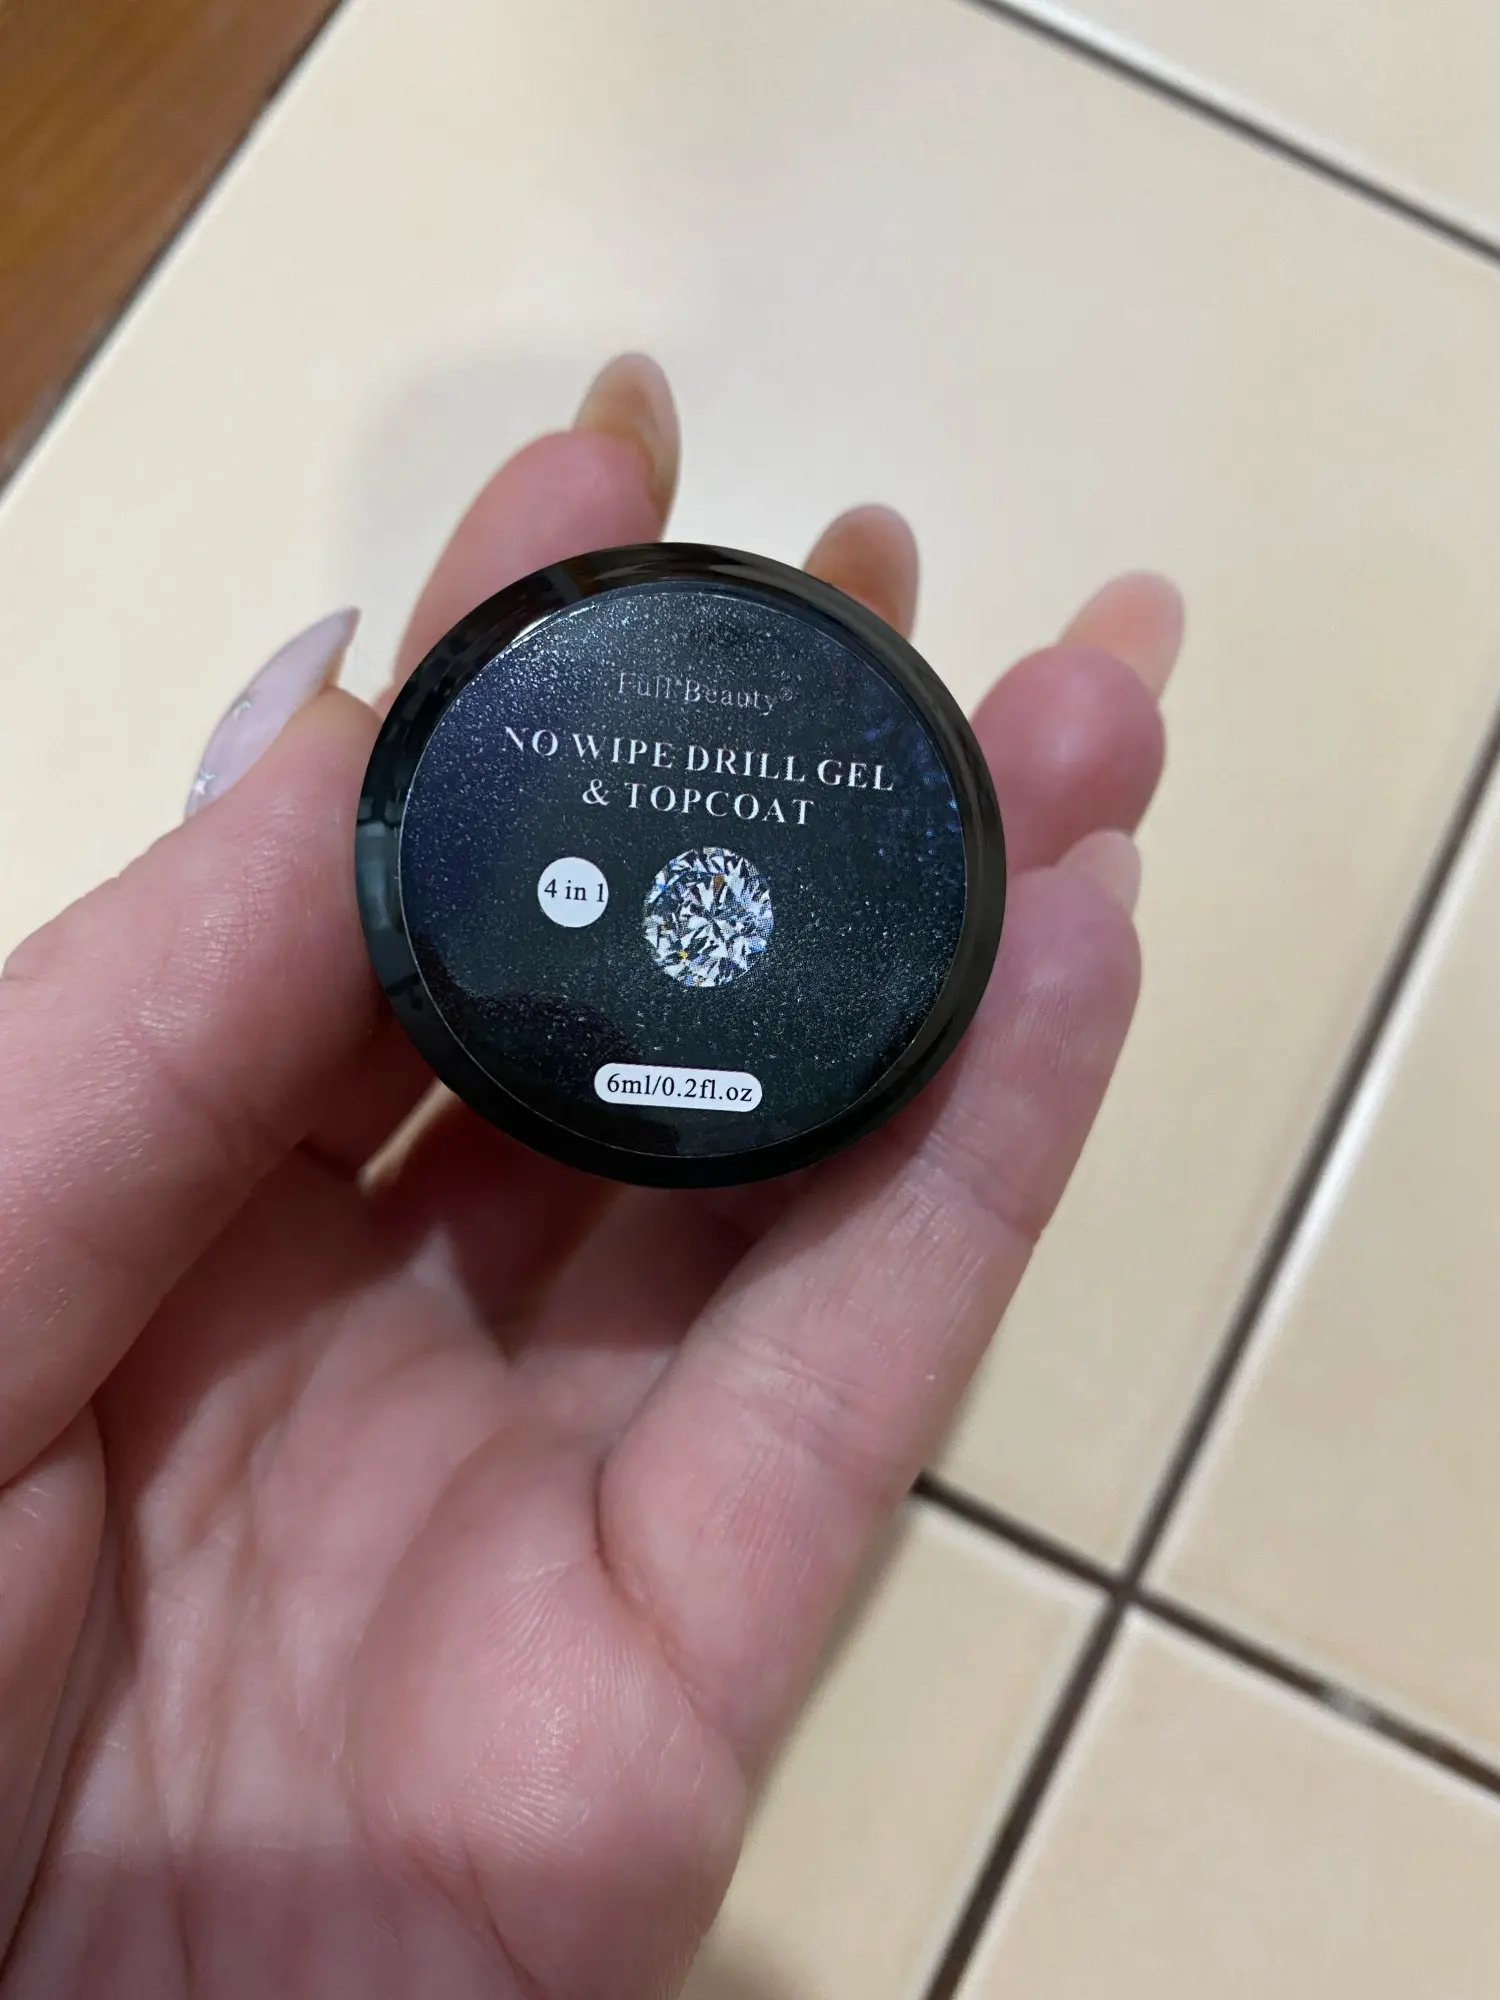 Full Beauty®
NO WIPE DRILL GEL
& TOPCOAT
4 in 1
6ml/0.2fl.oz